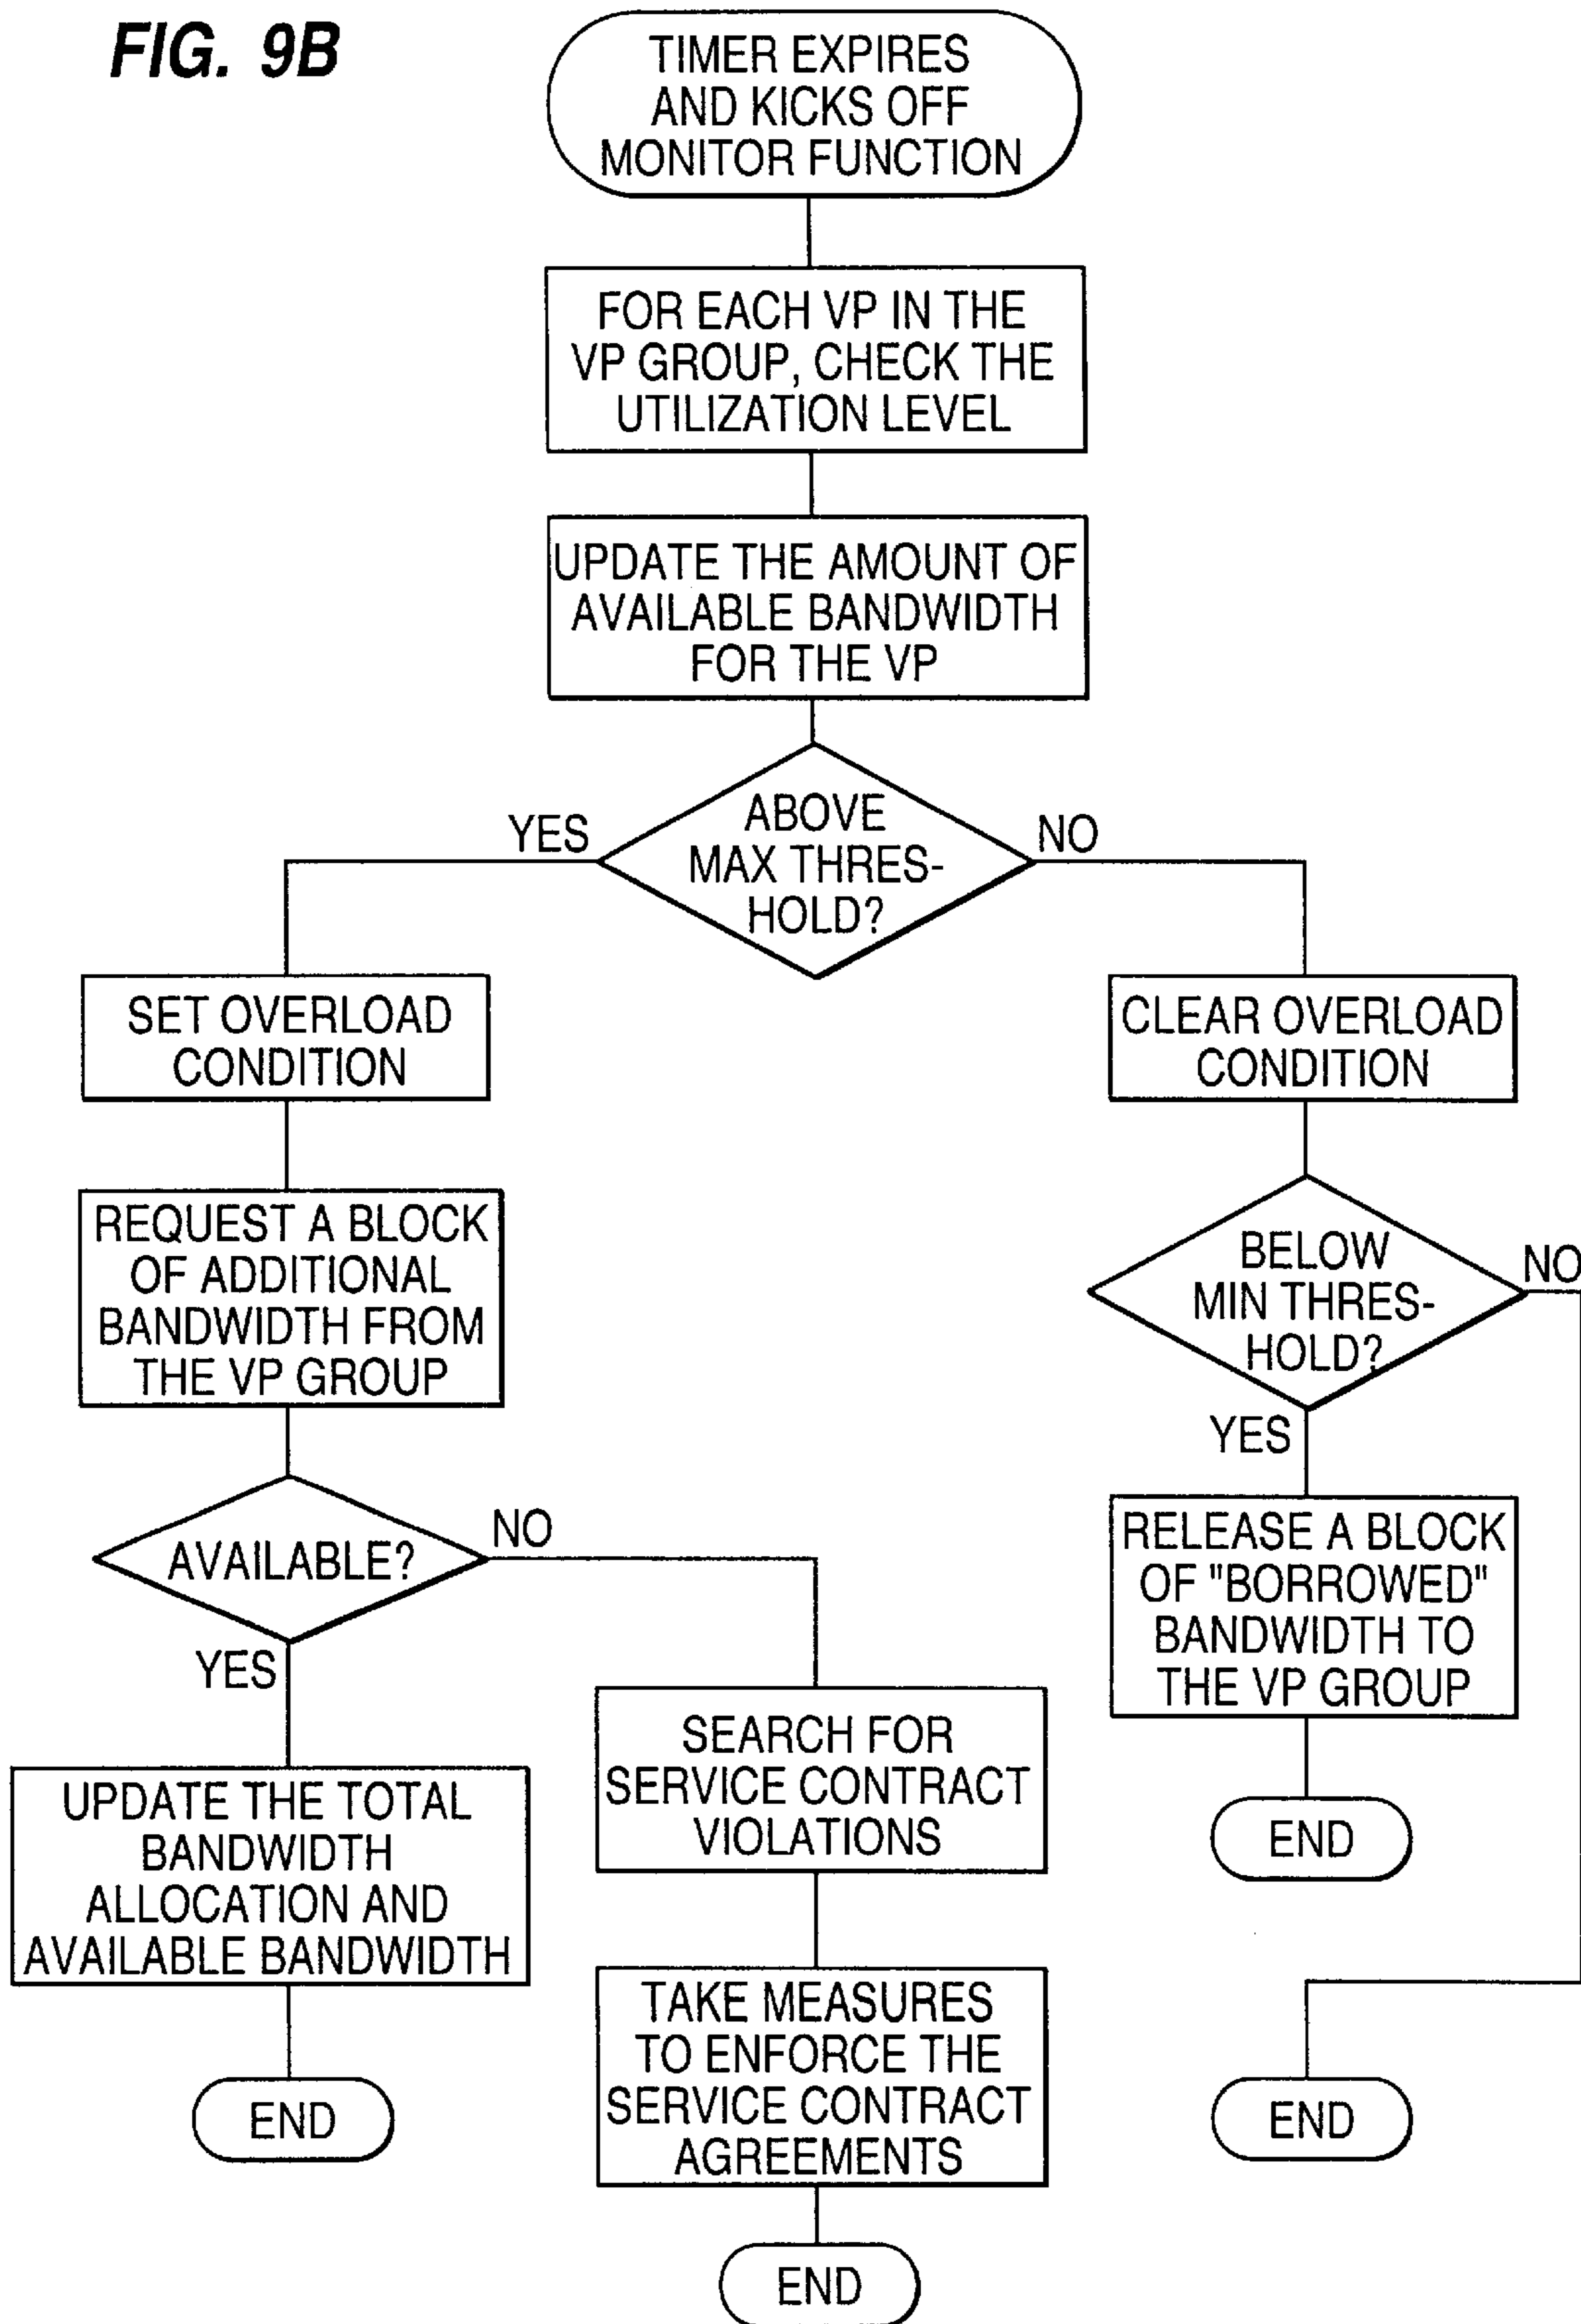 FIG. 9B
TIMER EXPIRES
AND KICKS OFF
MONITOR FUNCTION
FOR EACH VP IN THE
VP GROUP, CHECK THE
UTILIZATION LEVEL
UPDATE THE AMOUNT OF
AVAILABLE BANDWIDTH
FOR THE VP
ABOVE
MAX THRES-
HOLD?
YES
NO
SET OVERLOAD
CONDITION
CLEAR OVERLOAD
CONDITION
REQUEST A BLOCK
OF ADDITIONAL
BANDWIDTH FROM
THE VP GROUP
BELOW
MIN THRES-
HOLD?
NO
YES
AVAILABLE?
NO
YES
RELEASE A BLOCK
OF "BORROWED"
BANDWIDTH TO
THE VP GROUP
END
UPDATE THE TOTAL
BANDWIDTH
ALLOCATION AND
AVAILABLE BANDWIDTH
END
SEARCH FOR
SERVICE CONTRACT
VIOLATIONS
TAKE MEASURES
TO ENFORCE THE
SERVICE CONTRACT
AGREEMENTS
END
END